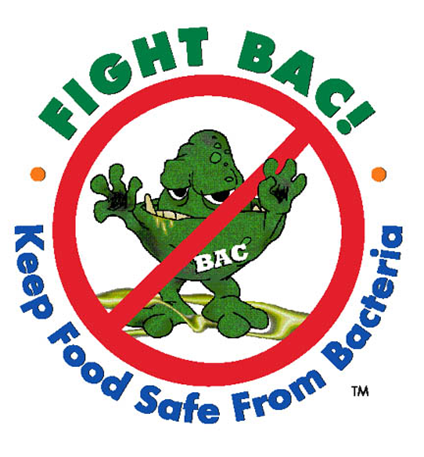 FIGHT BAC!
BAC
Keep Food Safe From Bacteria
TM